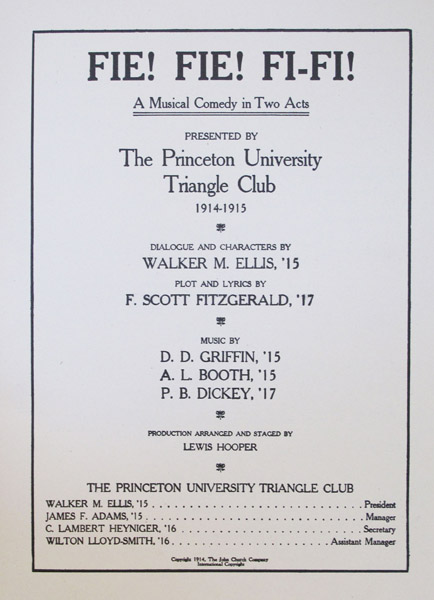 FIE! FIE! FI-FI!
A Musical Comedy in Two Acts
PRESENTED BY
The Princeton University
Triangle Club
1914-1915
DIALOGUE AND CHARACTERS BY
WALKER M. ELLIS, '15
PLOT AND LYRICS BY
F. SCOTT FITZGERALD, '17
MUSIC BY
D. D. GRIFFIN, '15
A. L. BOOTH, '15
P. B. DICKEY, '17
PRODUCTION ARRANGED AND STAGED BY
LEWIS HOOPER
THE PRINCETON UNIVERSITY TRIANGLE CLUB
WALKER M. ELLIS, '15 . . . . . . . . . . . . . . . . . . . . . . . . . . . . President
JAMES F. ADAMS, '15 . . . . . . . . . . . . . . . . . . . . . . . . . . . . Manager
C. LAMBERT HEYNIGER, '16 . . . . . . . . . . . . . . . . . . . . . . . . Secretary
WILTON LLOYD-SMITH, '16 . . . . . . . . . . . . . . . . . . . . Assistant Manager
Copyright 1914, The John Church Company
International Copyright